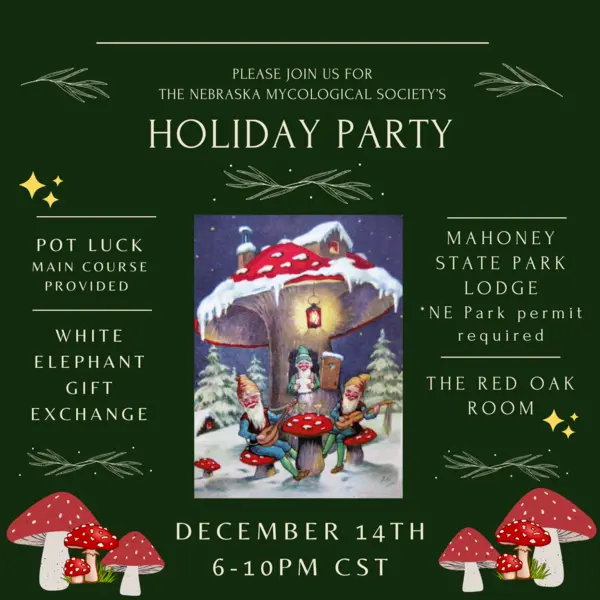 PLEASE JOIN US FOR
THE NEBRASKA MYCOLOGICAL SOCIETY'S
HOLIDAY PARTY
POT LUCK
MAIN COURSE
PROVIDED
WHITE
ELEPHANT
GIFT
EXCHANGE
MAHONEY
STATE PARK
LODGE
*NE Park permit
required
THE RED OAK
ROOM
DECEMBER 14TH
6-10PM CST